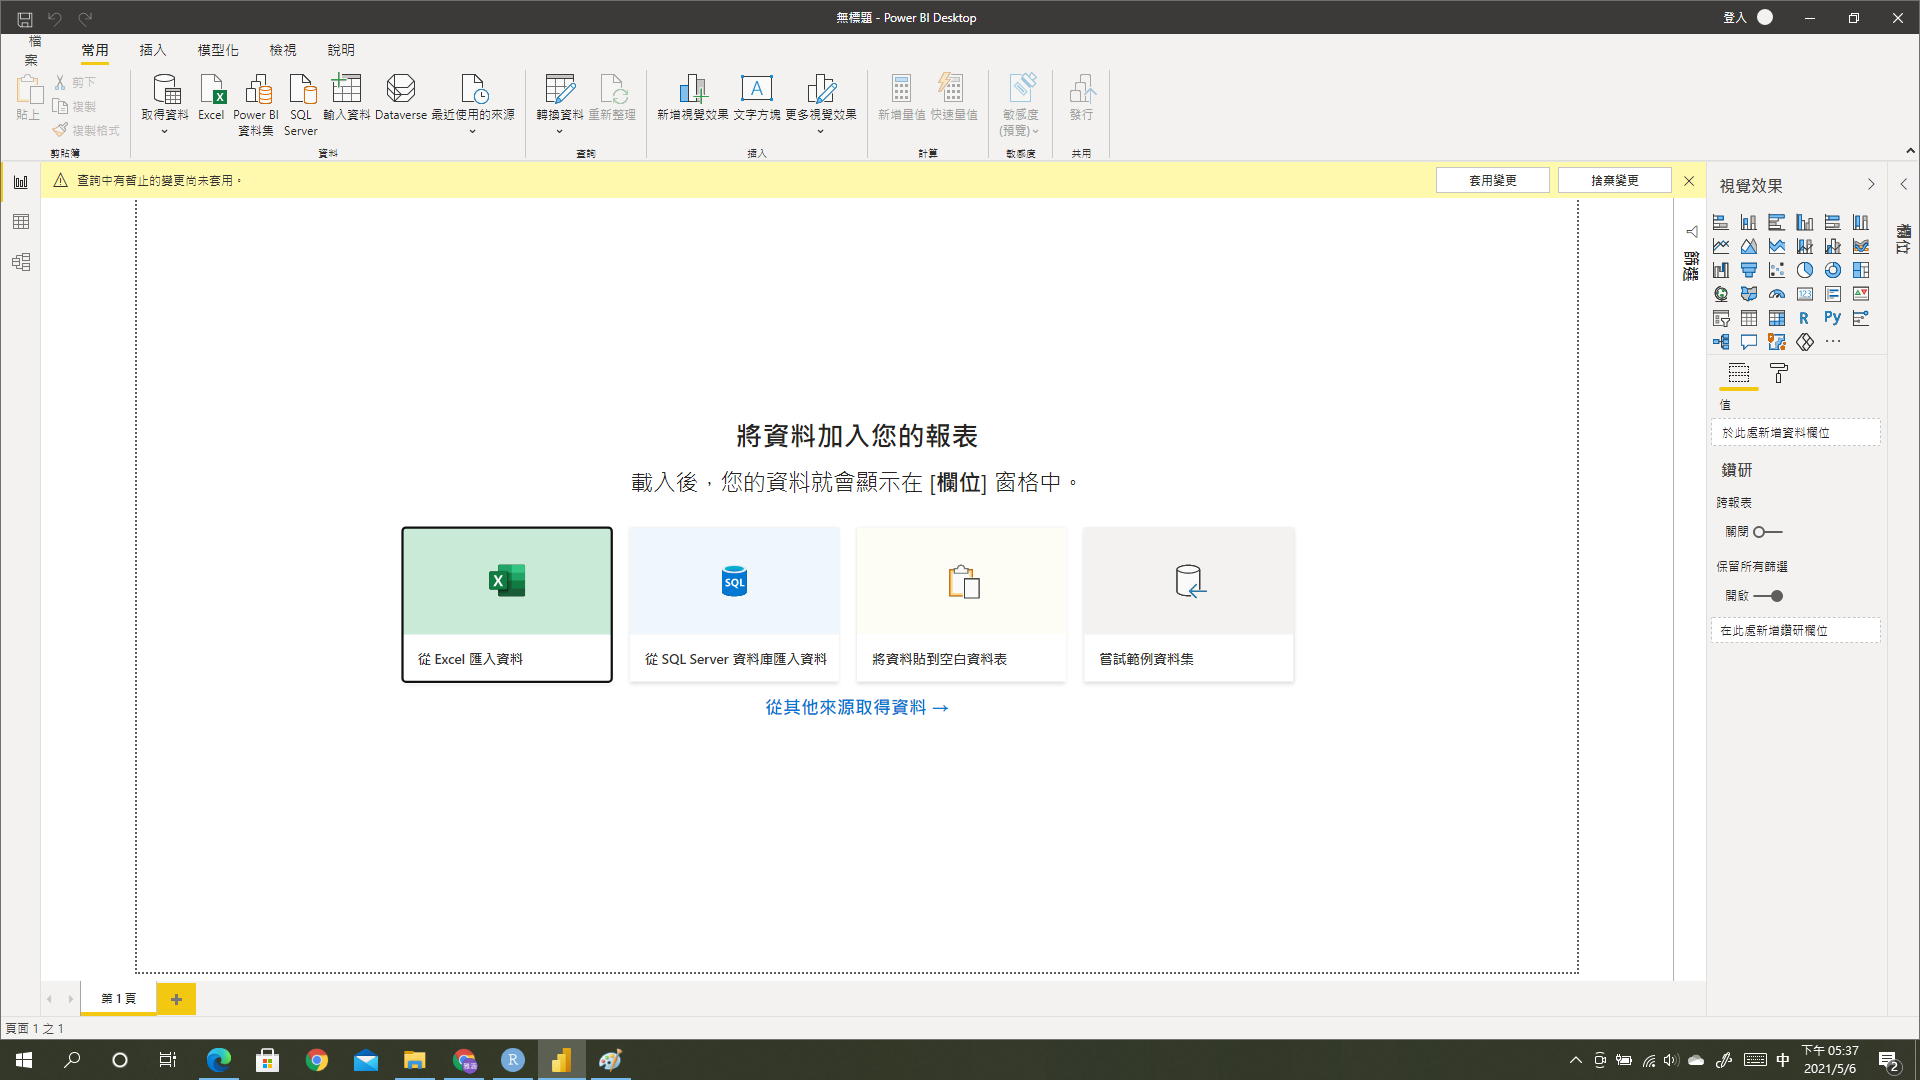 無標題 - Power BI Desktop
登入
檔案
常用
插入
模型化
檢視
說明
貼上
剪下
複製
複製格式
剪貼簿
取得資料
Excel
Power BI
資料集
SQL
Server
輸入資料
Dataverse
最近使用的來源
資料
轉換資料
重新整理
查詢
新增視覺效果
文字方塊
更多視覺效果
插入
新增量值
快速量值
計算
敏感度
(預覽)
敏感度
發行
共用
查詢中有暫止的變更尚未套用。
套用變更
捨棄變更
視覺效果
欄位
篩選
將資料加入您的報表
載入後，您的資料就會顯示在 [欄位] 窗格中。
X
SQL
從 Excel 匯入資料
從 SQL Server 資料庫匯入資料
將資料貼到空白資料表
嘗試範例資料集
從其他來源取得資料 →
123
R
Py
值
於此處新增資料欄位
鑽研
跨報表
關閉
保留所有篩選
開啟
在此處新增鑽研欄位
第 1 頁
頁面 1 之 1
R
中
下午 05:37
2021/5/6
2